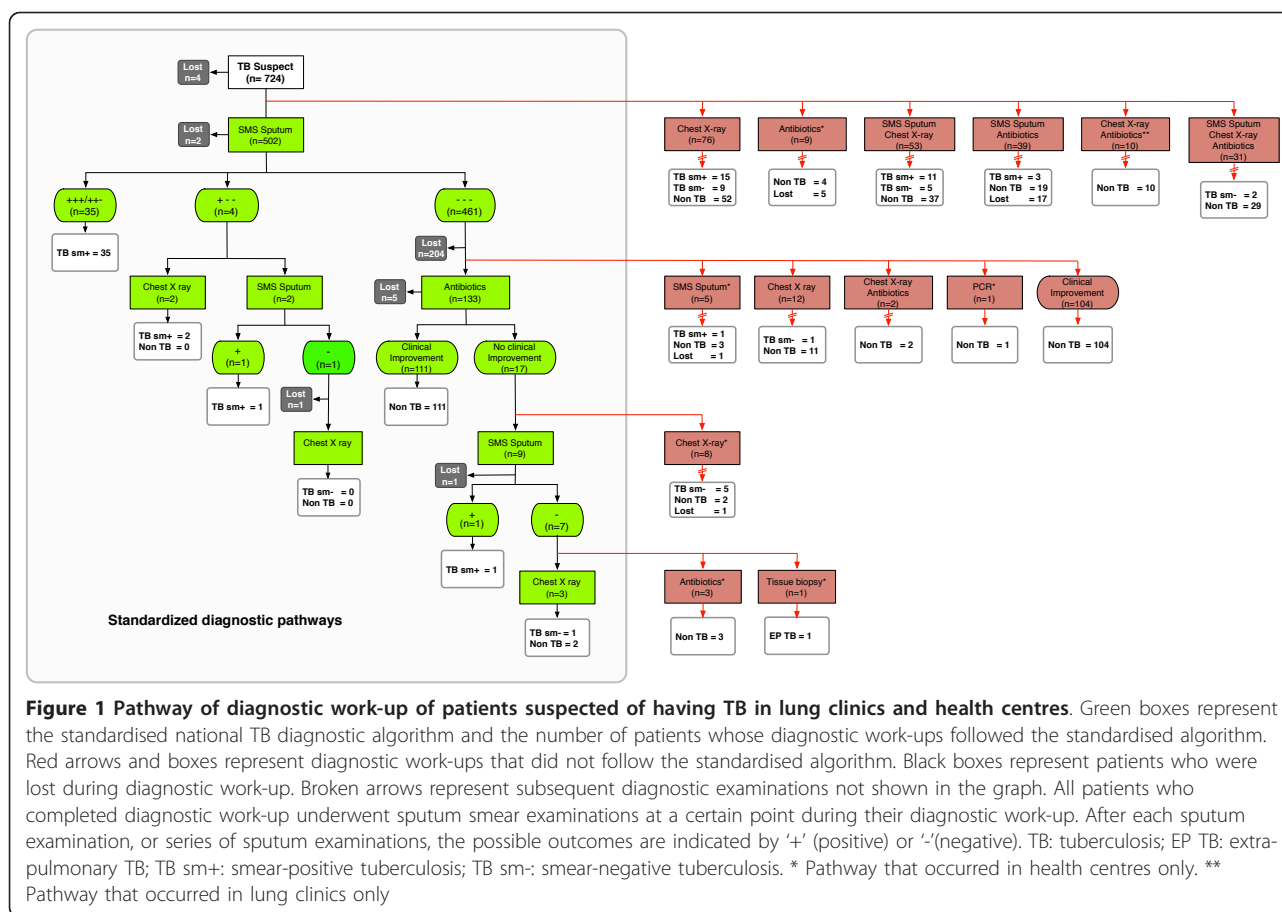 TB Suspect
(n= 724)
Lost
n=4
SMS Sputum
(n=502)
Lost
n=2
Chest X-ray
(n=76)
Antibiotics*
(n=9)
SMS Sputum
Chest X-ray
(n=53)
SMS Sputum
Antibiotics
(n=39)
Chest X-ray
Antibiotics**
(n=10)
SMS Sputum
Chest X-ray
Antibiotics
(n=31)
TB sm+ = 15
TB sm- = 9
Non TB = 52
Non TB = 4
Lost = 5
TB sm+ = 11
TB sm- = 5
Non TB = 37
TB sm+ = 3
Non TB = 19
Lost = 17
Non TB = 10
TB sm- = 2
Non TB = 29
+++/++-
(n=35)
+ - -
(n=4)
- - -
(n=461)
TB sm+ = 35
Lost
n=204
Chest X ray
(n=2)
SMS Sputum
(n=2)
Lost
n=5
Antibiotics
(n=133)
SMS Sputum*
(n=5)
Chest X ray
(n=12)
Chest X-ray
Antibiotics
(n=2)
PCR*
(n=1)
Clinical
Improvement
(n=104)
TB sm+ = 2
Non TB = 0
TB sm+ = 1
Non TB = 3
Lost = 1
TB sm- = 1
Non TB = 11
Non TB = 2
Non TB = 1
Non TB = 104
+
(n=1)
-
(n=1)
Clinical
Improvement
(n=111)
No clinical
Improvement
(n=17)
TB sm+ = 1
Lost
n=1
Non TB = 111
Chest X ray
SMS Sputum
(n=9)
Chest X-ray*
(n=8)
TB sm- = 0
Non TB = 0
Lost
n=1
TB sm- = 5
Non TB = 2
Lost = 1
+
(n=1)
-
(n=7)
TB sm+ = 1
Chest X ray
(n=3)
Antibiotics*
(n=3)
Tissue biopsy*
(n=1)
TB sm- = 1
Non TB = 2
Non TB = 3
EP TB = 1
Standardized diagnostic pathways
Figure 1 Pathway of diagnostic work-up of patients suspected of having TB in lung clinics and health centres. Green boxes represent
the standardised national TB diagnostic algorithm and the number of patients whose diagnostic work-ups followed the standardised algorithm.
Red arrows and boxes represent diagnostic work-ups that did not follow the standardised algorithm. Black boxes represent patients who were
lost during diagnostic work-up. Broken arrows represent subsequent diagnostic examinations not shown in the graph. All patients who
completed diagnostic work-up underwent sputum smear examinations at a certain point during their diagnostic work-up. After each sputum
examination, or series of sputum examinations, the possible outcomes are indicated by ‘+’ (positive) or ‘-’(negative). TB: tuberculosis; EP TB: extra-
pulmonary TB; TB sm+: smear-positive tuberculosis; TB sm-: smear-negative tuberculosis. * Pathway that occurred in health centres only. **
Pathway that occurred in lung clinics only